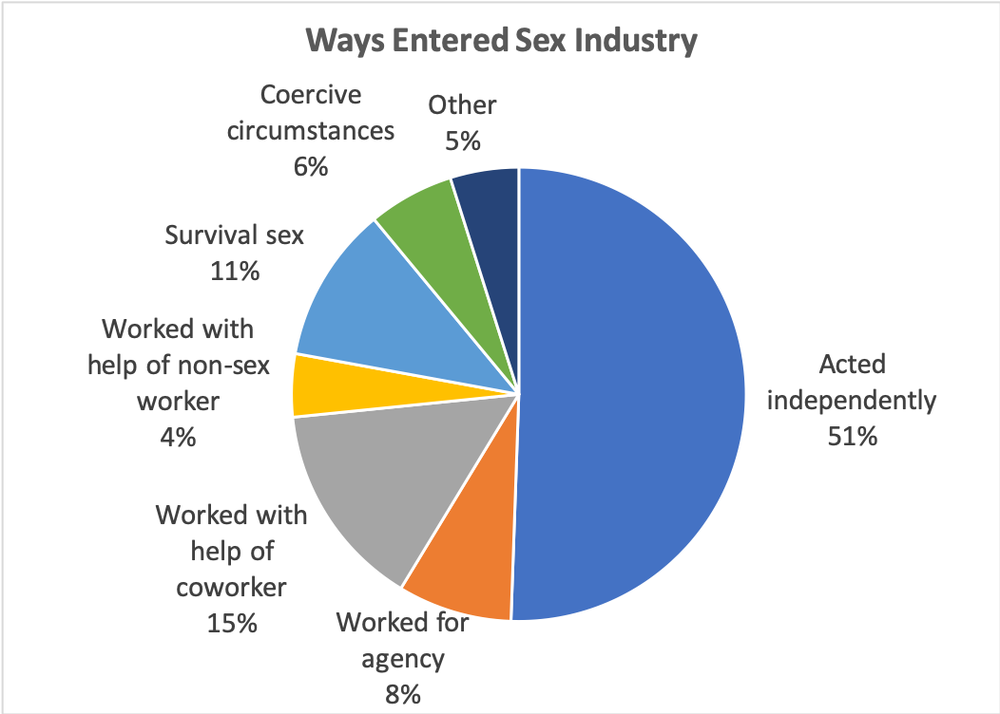 Ways Entered Sex Industry
Coercive
circumstances
6%
Other
5%
Survival sex
11%
Worked with
help of non-sex
worker
4%
Acted
independently
51%
Worked with
help of
coworker
15%
Worked for
agency
8%